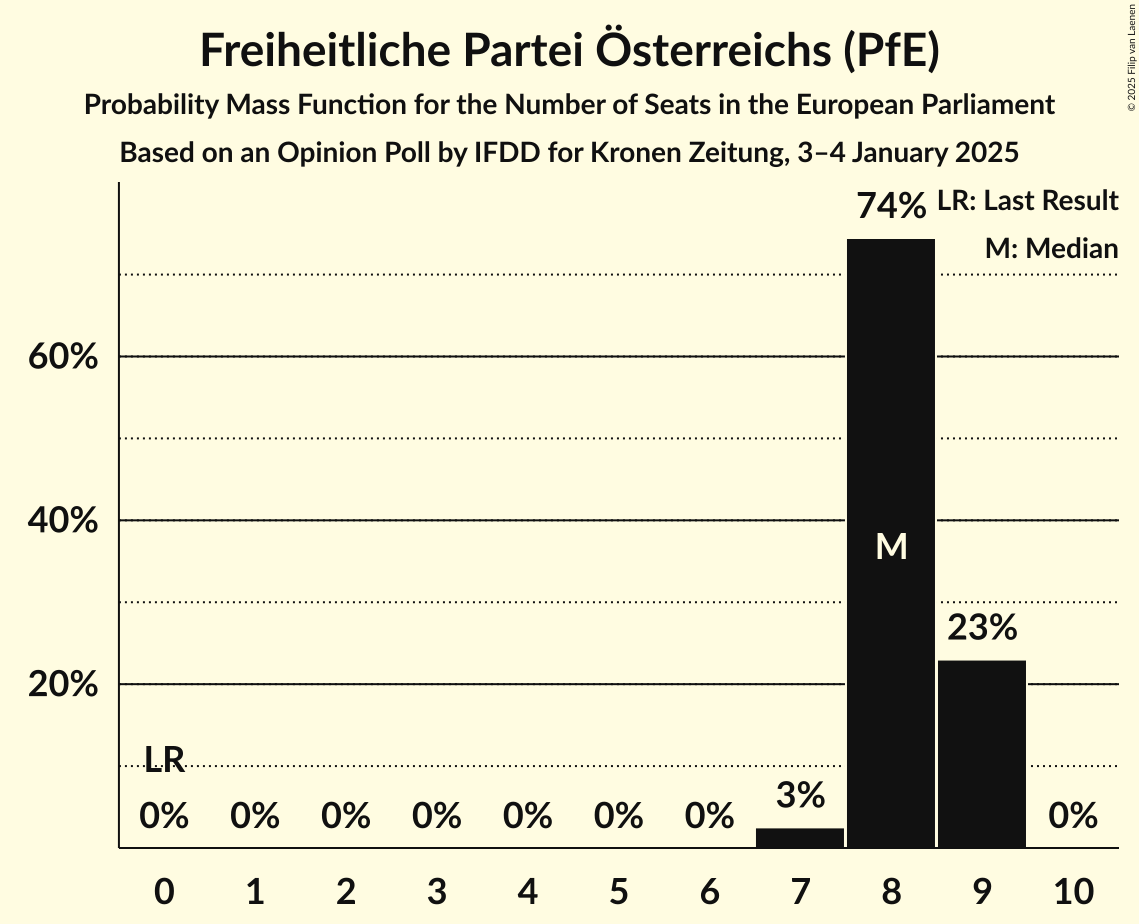 Freiheitliche Partei Österreichs (PfE)
Probability Mass Function for the Number of Seats in the European Parliament
Based on an Opinion Poll by IFDD for Kronen Zeitung, 3–4 January 2025
© 2025 Filip van Laenen
74%
LR: Last Result
M: Median
60%
40%
M
23%
20%
LR
3%
0% 0% 0% 0% 0% 0% 0% 0%
0 1 2 3 4 5 6 7 8 9 10